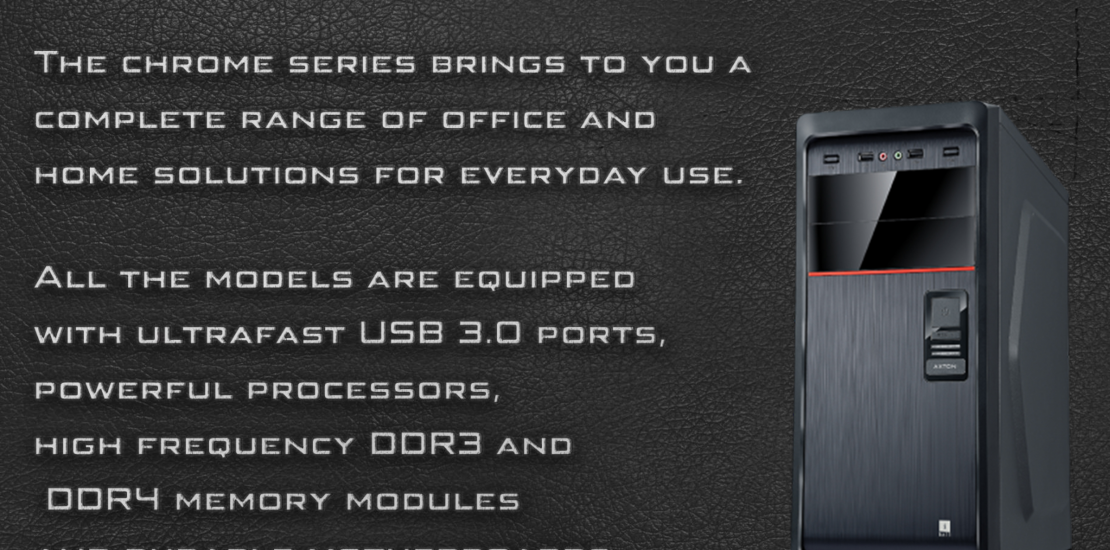 The chrome series brings to you a
complete range of office and
home solutions for everyday use.
All the models are equipped
with ultrafast USB 3.0 ports,
powerful processors,
high frequency DDR3 and
DDR4 memory modules